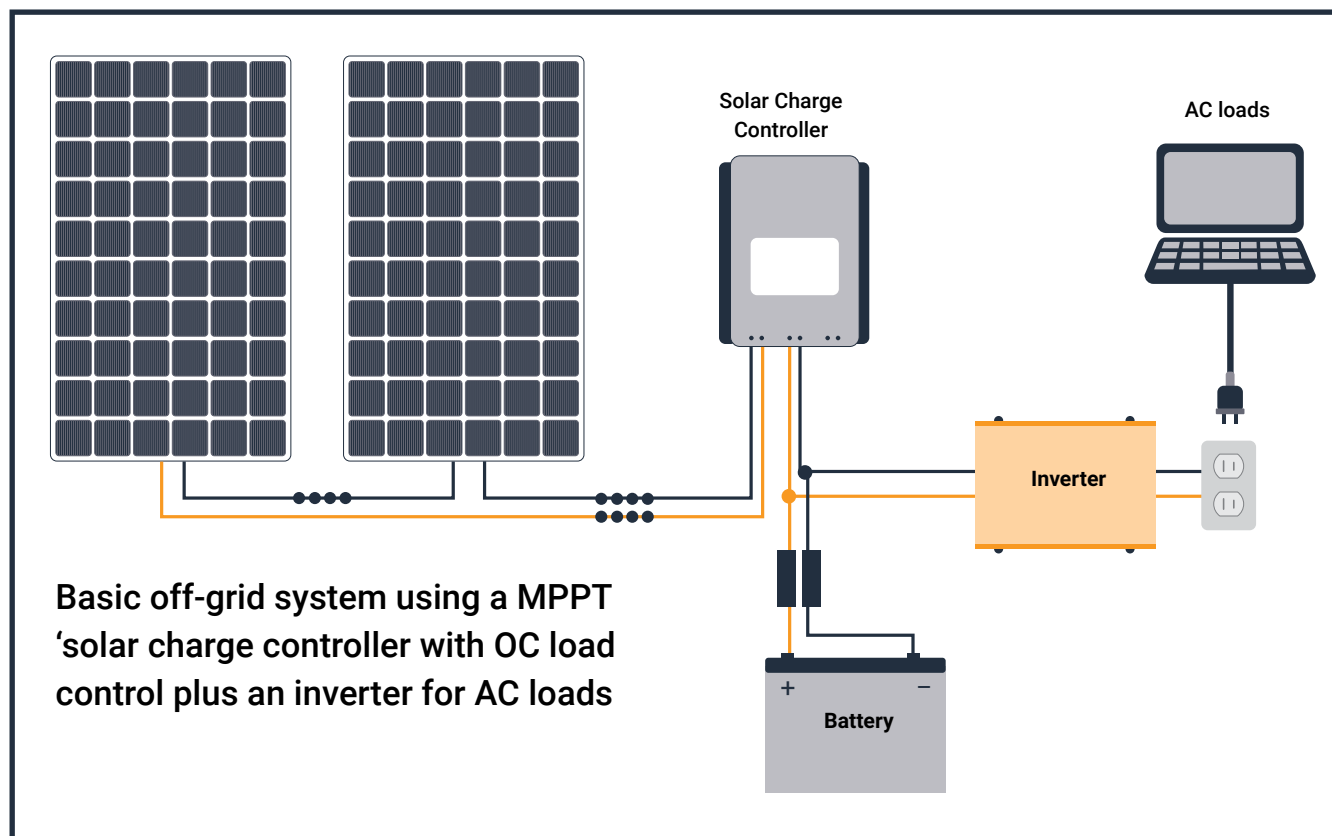 Solar Charge
Controller
AC loads
Inverter
Basic off-grid system using a MPPT
‘solar charge controller with OC load
control plus an inverter for AC loads
+ −
Battery